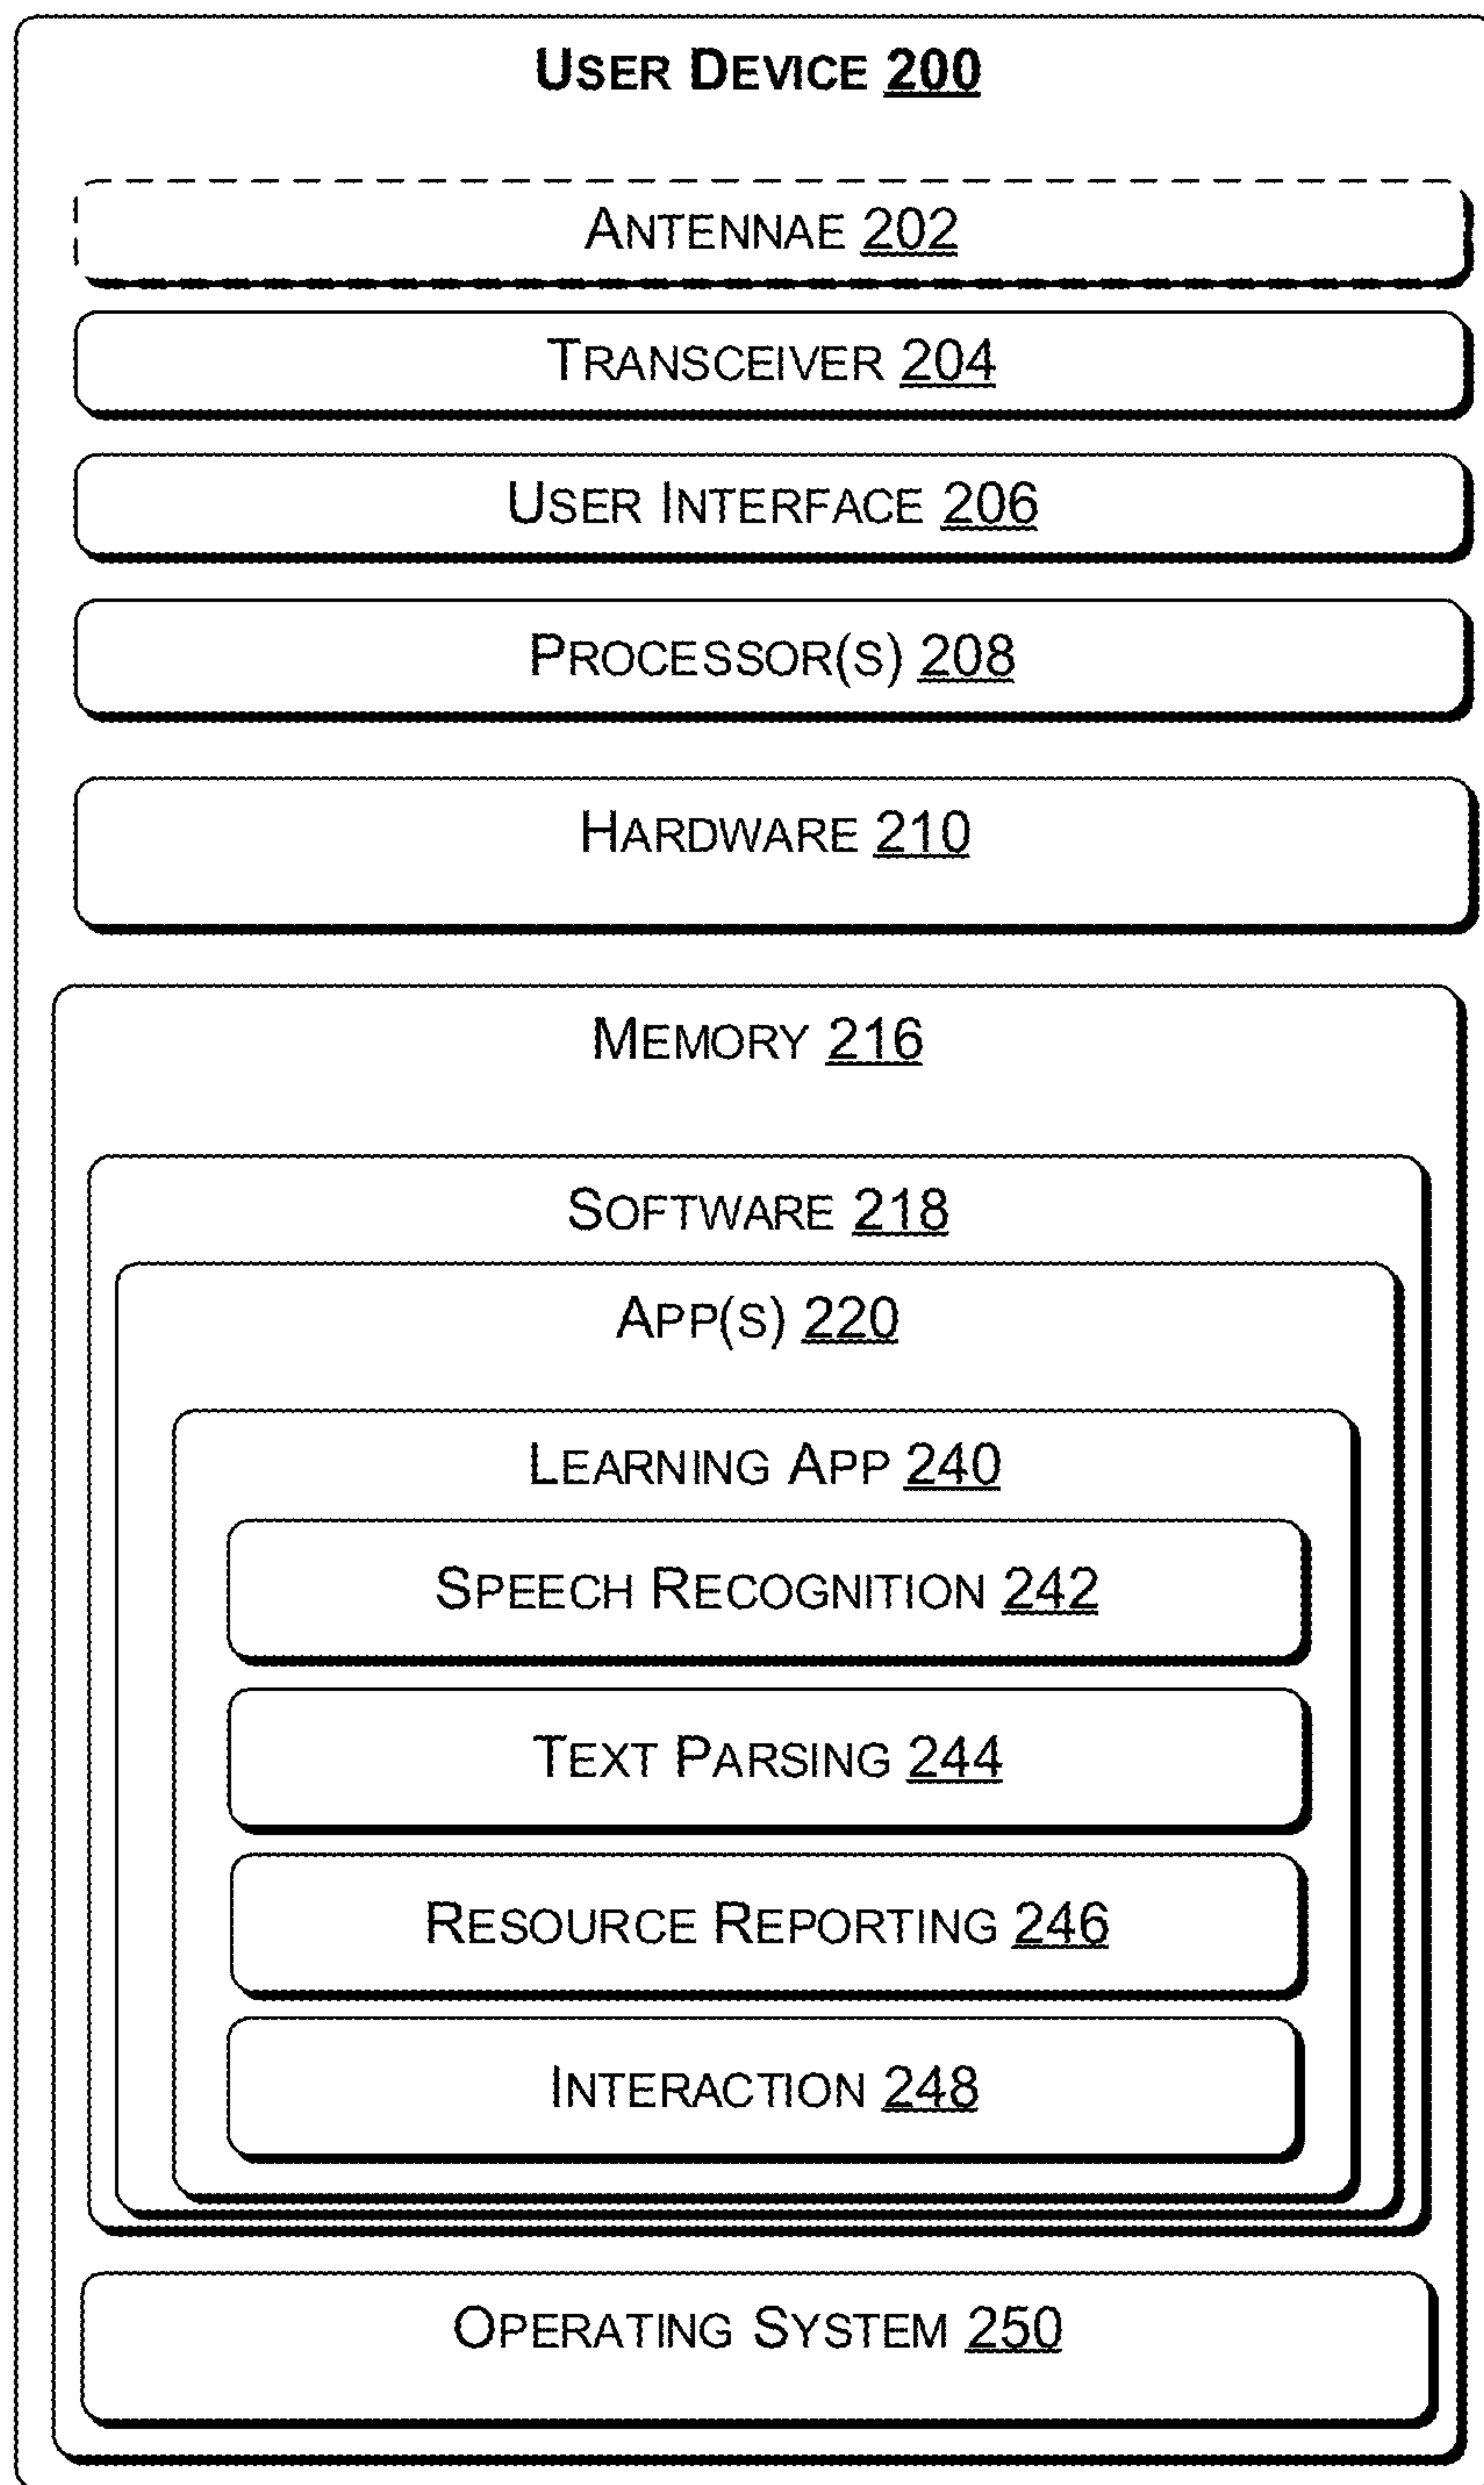 USER DEVICE 200
ANTENNAE 202
TRANSCEIVER 204
USER INTERFACE 206
PROCESSOR(S) 208
HARDWARE 210
MEMORY 216
SOFTWARE 218
APP(S) 220
LEARNING APP 240
SPEECH RECOGNITION 242
TEXT PARSING 244
RESOURCE REPORTING 246
INTERACTION 248
OPERATING SYSTEM 250